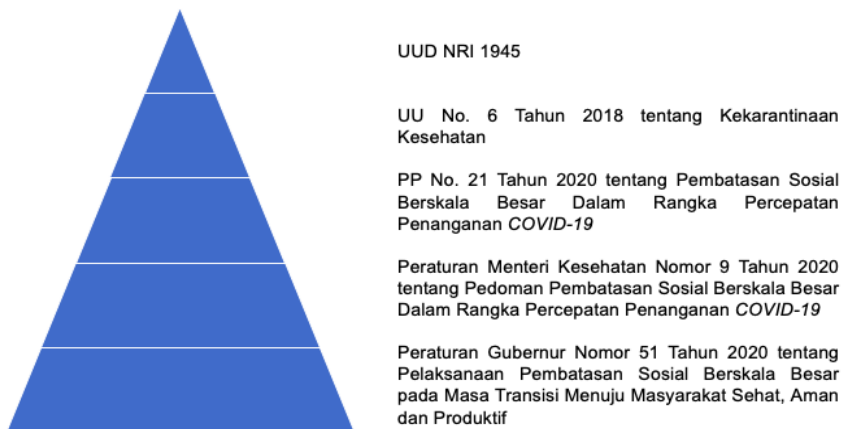 UUD NRI 1945
UU No. 6 Tahun 2018 tentang Kekarantinaan
Kesehatan
PP No. 21 Tahun 2020 tentang Pembatasan Sosial
Berskala Besar Dalam Rangka Percepatan
Penanganan COVID-19
Peraturan Menteri Kesehatan Nomor 9 Tahun 2020
tentang Pedoman Pembatasan Sosial Berskala Besar
Dalam Rangka Percepatan Penanganan COVID-19
Peraturan Gubernur Nomor 51 Tahun 2020 tentang
Pelaksanaan Pembatasan Sosial Berskala Besar
pada Masa Transisi Menuju Masyarakat Sehat, Aman
dan Produktif